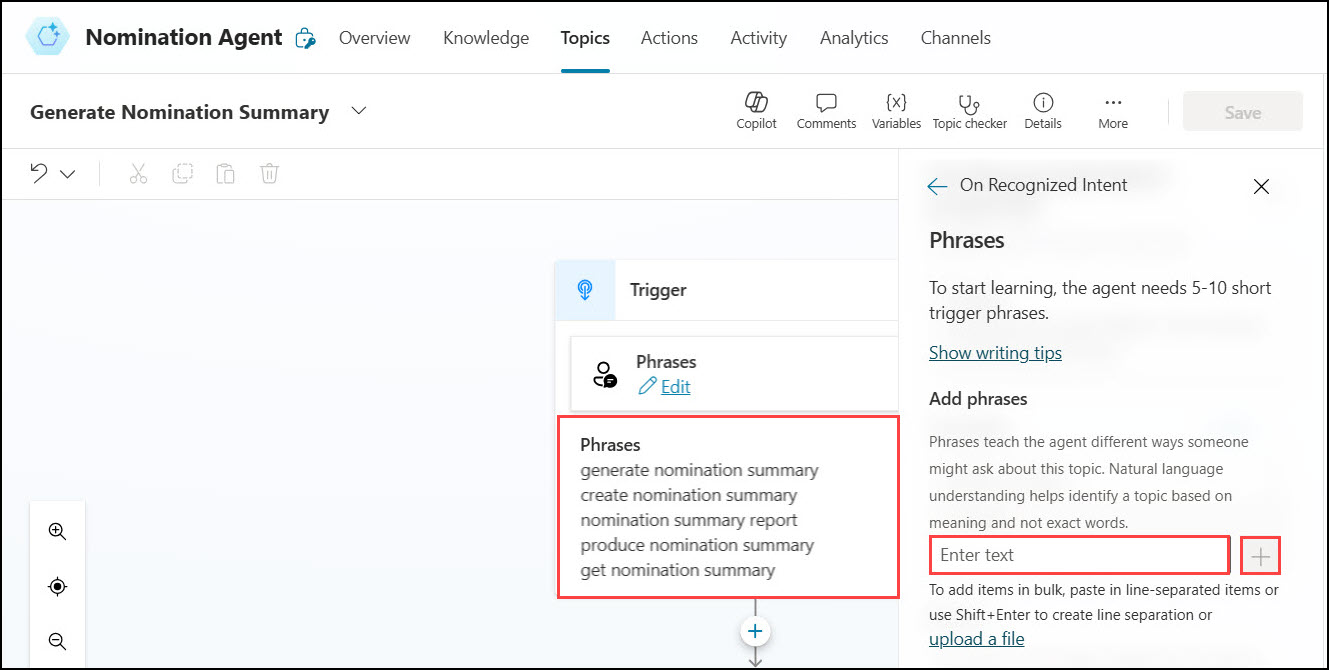 Nomination Agent
Overview
Knowledge
Topics
Actions
Activity
Analytics
Channels
Generate Nomination Summary
Copilot
Comments
{x}
Variables
Topic checker
Details
More
Save
On Recognized Intent
Phrases
To start learning, the agent needs 5-10 short
trigger phrases.
Show writing tips
Add phrases
Phrases teach the agent different ways someone
might ask about this topic. Natural language
understanding helps identify a topic based on
meaning and not exact words.
Enter text
To add items in bulk, paste in line-separated items or
use Shift+Enter to create line separation or
upload a file
Trigger
Phrases
Edit
Phrases
generate nomination summary
create nomination summary
nomination summary report
produce nomination summary
get nomination summary